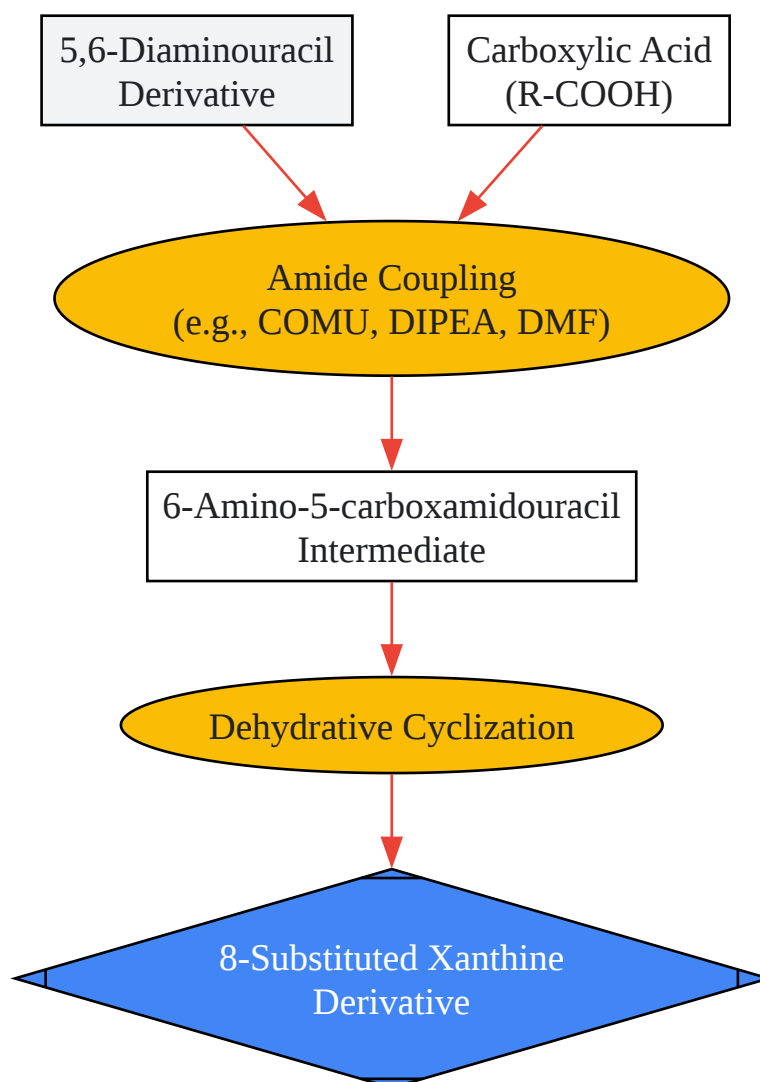 5,6-Diaminouracil
Derivative
Carboxylic Acid
(R-COOH)
Amide Coupling
(e.g., COMU, DIPEA, DMF)
6-Amino-5-carboxamidouracil
Intermediate
Dehydrative Cyclization
8-Substituted Xanthine
Derivative